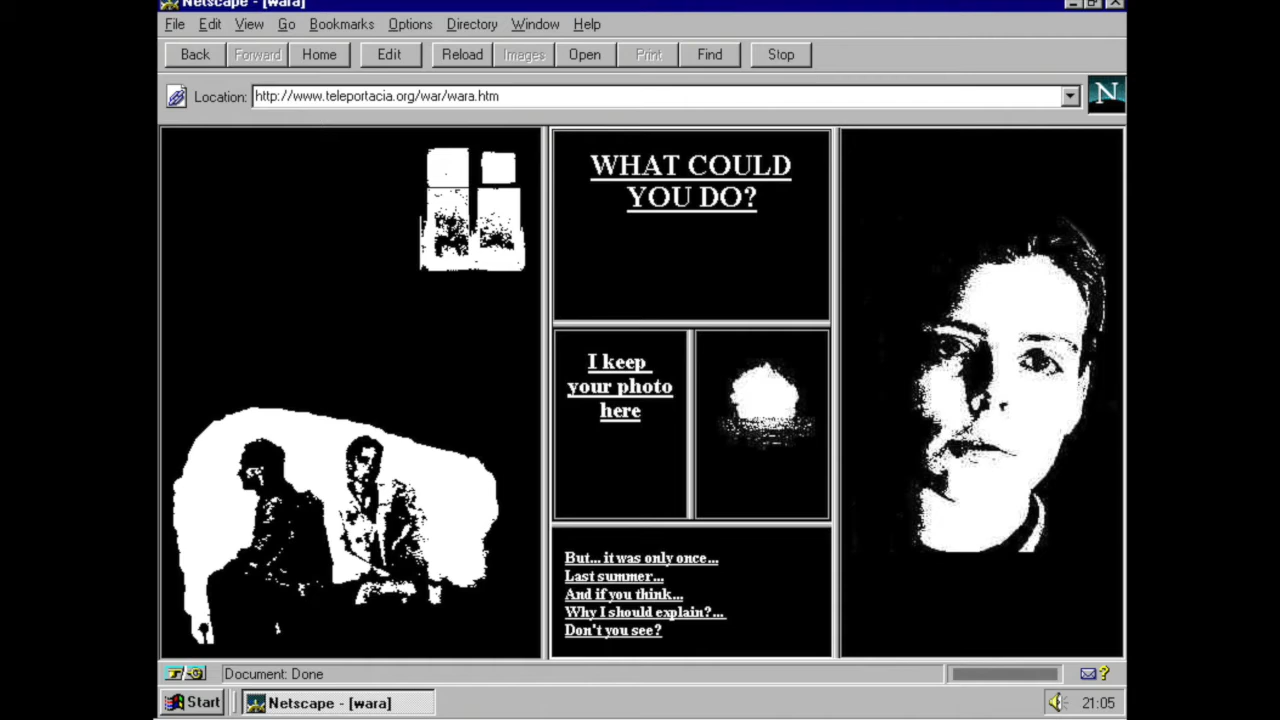 Netscape - [wara]
File Edit View Go Bookmarks Options Directory Window Help
Back Forward Home Edit Reload Images Open Print Find Stop
Location: http://www.teleportacia.org/war/wara.htm
N
WHAT COULD
YOU DO?
I keep
your photo
here
But... it was only once...
Last summer...
And if you think...
Why I should explain?...
Don't you see?
Document: Done
?
Start Netscape - [wara] 21:05